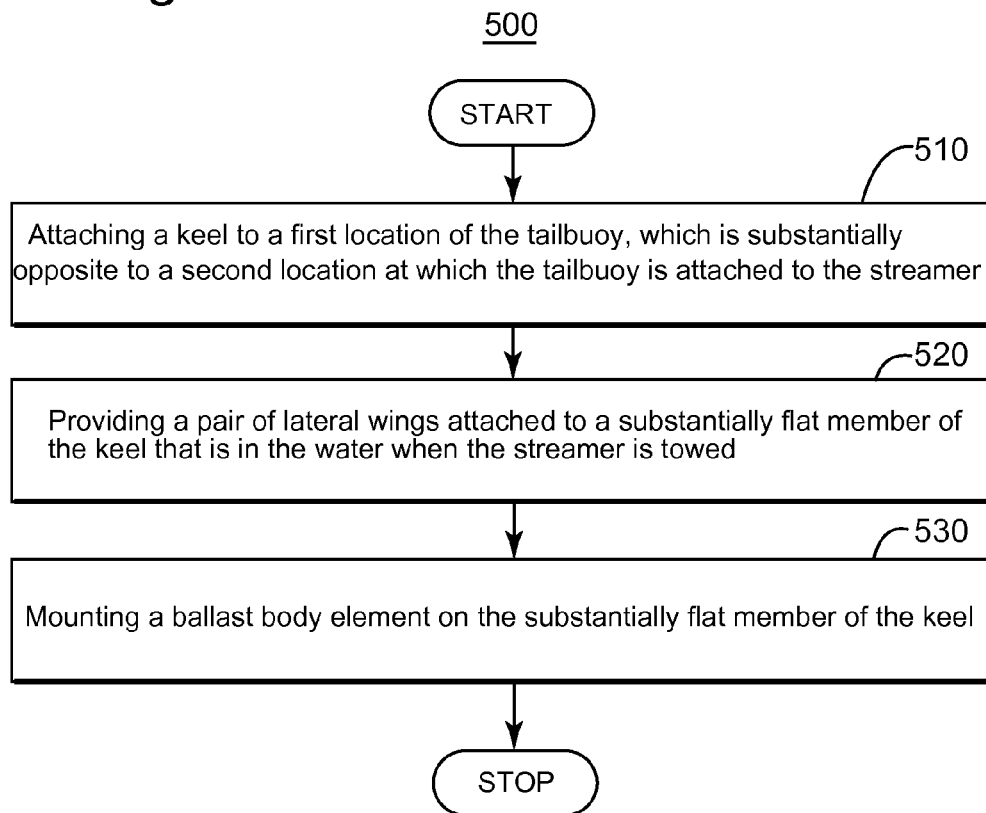 500
START
510
Attaching a keel to a first location of the tailbuoy, which is substantially
opposite to a second location at which the tailbuoy is attached to the streamer
520
Providing a pair of lateral wings attached to a substantially flat member of
the keel that is in the water when the streamer is towed
530
Mounting a ballast body element on the substantially flat member of the keel
STOP